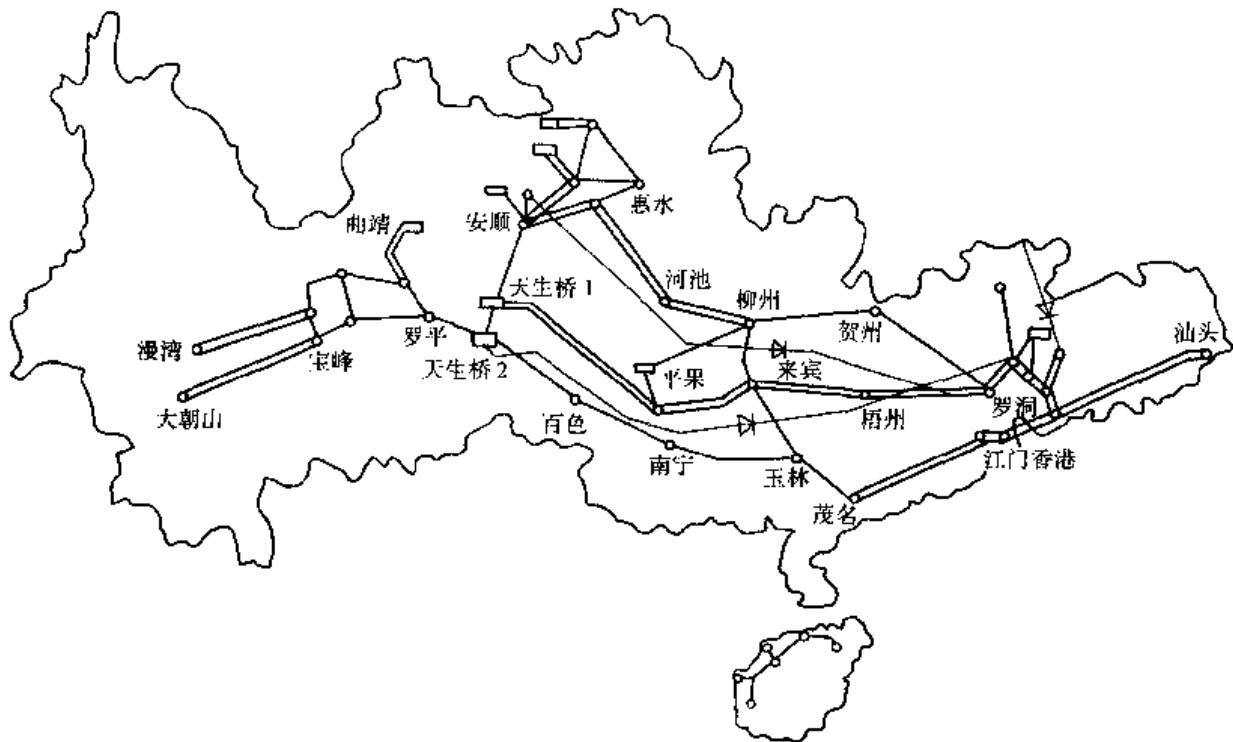 惠水
安顺
曲靖
河池
天生桥1
柳州
贺州
罗平
汕头
漫湾
宝峰
天生桥2
平果
来宾
大朝山
百色
梧州
罗洞
南宁
玉林
江门香港
茂名